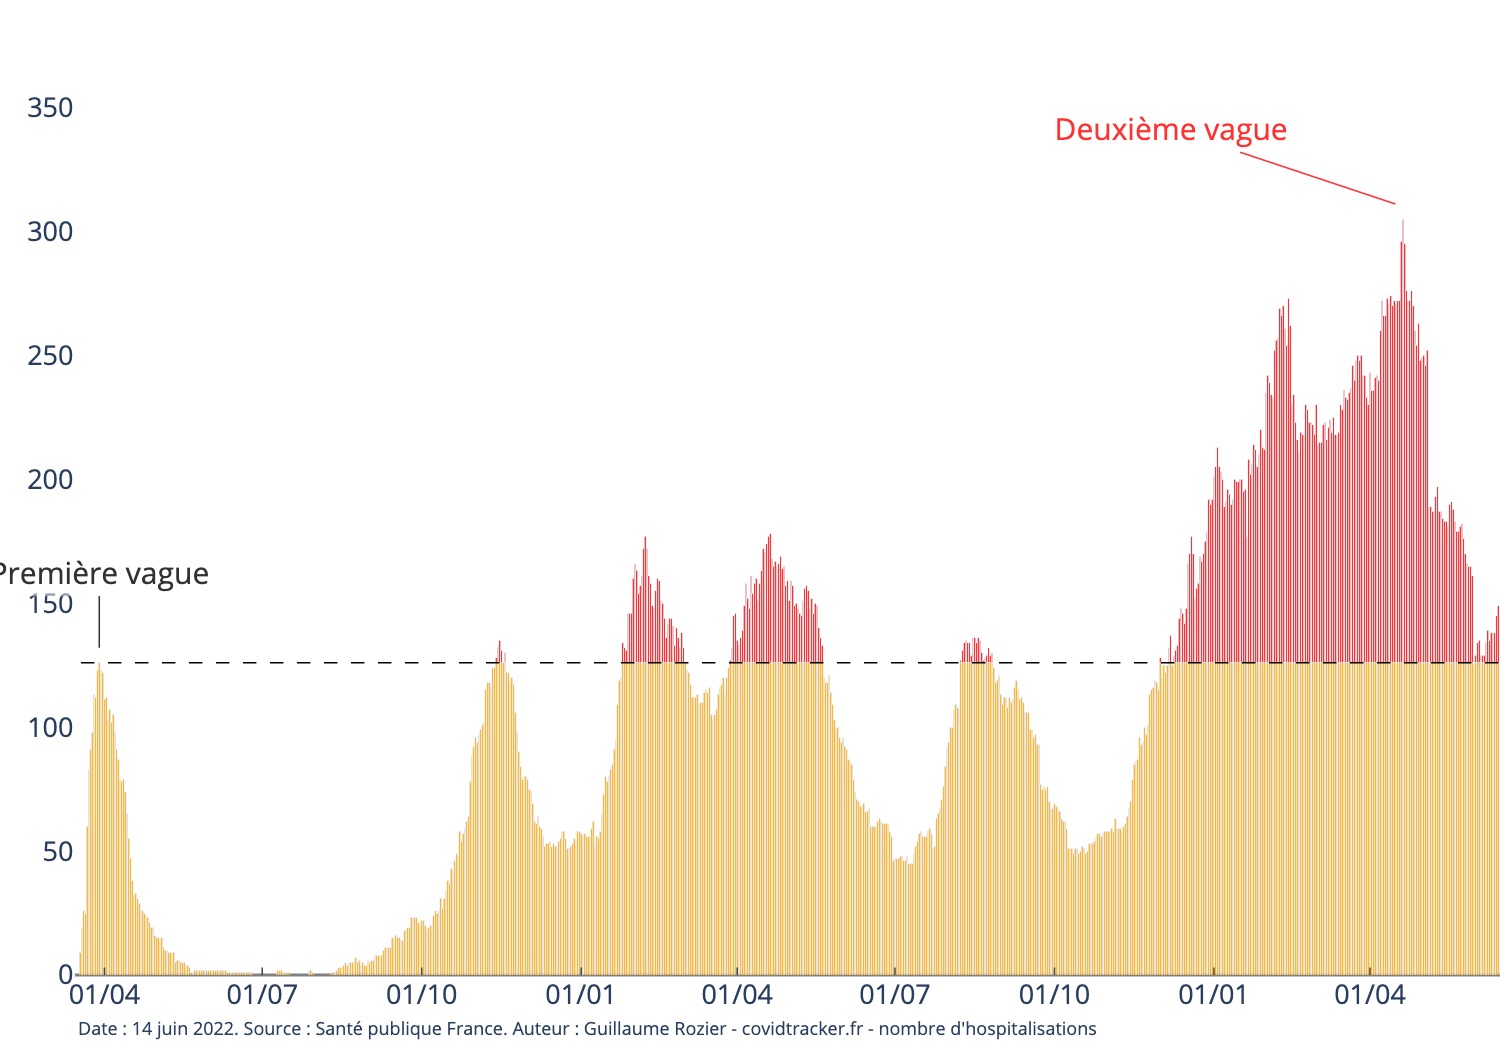 350
Deuxième vague
300
250
200
Première vague
150
100
50
0
01/04 01/07 01/10 01/01 01/04 01/07 01/10 01/01 01/04
Date : 14 juin 2022. Source : Santé publique France. Auteur : Guillaume Rozier - covidtracker.fr - nombre d'hospitalisations